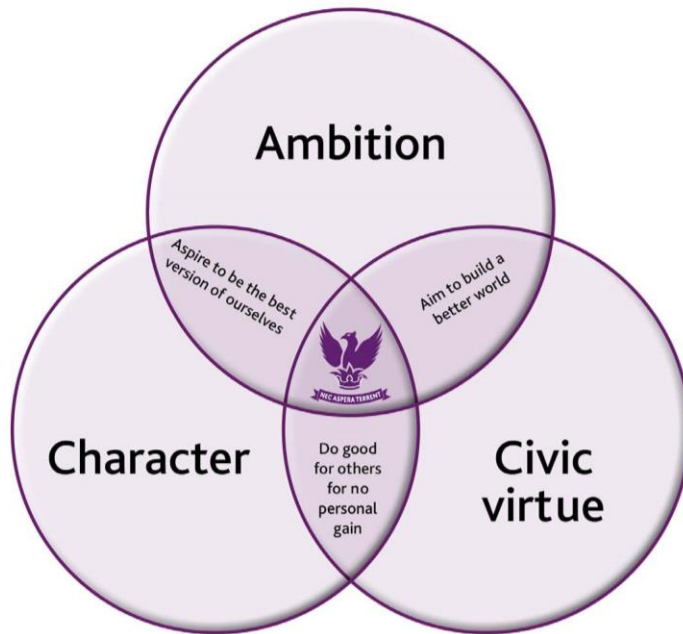 Ambition
Aspire to be the best
version of ourselves
Aim to build a
better world
NEC ASPERA TERRENT
Character
Do good
for others
for no
personal
gain
Civic
virtue